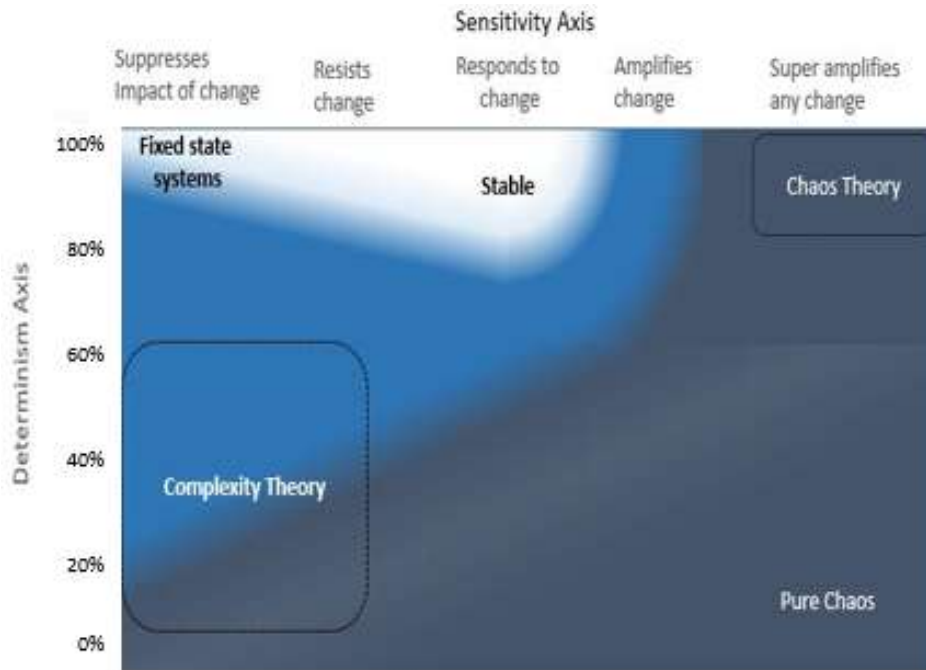 Sensitivity Axis
Suppresses
Impact of change
Resists
change
Responds to
change
Amplifies
change
Super amplifies
any change
Determinism Axis
100%
80%
60%
40%
20%
0%
Fixed state
systems
Stable
Chaos Theory
Complexity Theory
Pure Chaos